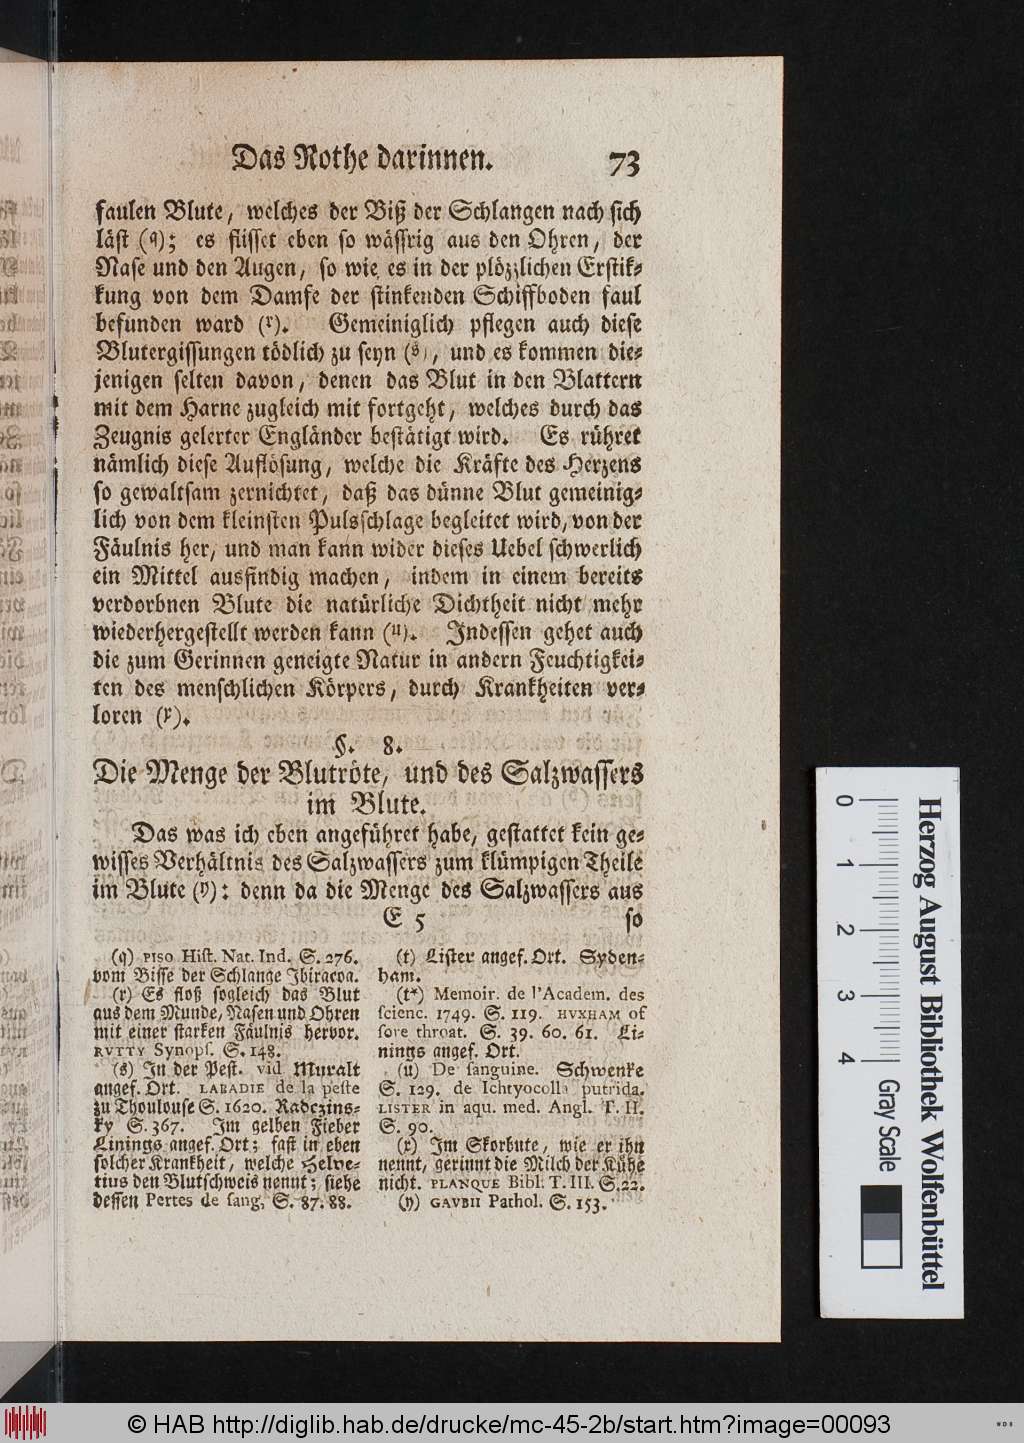 Das Rothe darinnen. 73
faulen Blute, welches der Biß der Schlangen nach sich
läst (q); es flisset eben so wässrig aus den Ohren, der
Nase und den Augen, so wie es in der plözzlichen Erstik-
kung von dem Damfe der stinkenden Schiffboden faul
befunden ward (r). Gemeiniglich pflegen auch diese
Blutergissungen tödlich zu seyn (s), und es kommen die-
jenigen selten davon, denen das Blut in den Blattern
mit dem Harne zugleich mit fortgeht, welches durch das
Zeugnis gelerter Engländer bestätigt wird. Es rühret
nämlich diese Auflösung, welche die Kräfte des Herzens
so gewaltsam zernichtet, daß das dünne Blut gemeinig-
lich von dem kleinsten Pulsschlage begleitet wird, von der
Fäulnis her, und man kann wider dieses Uebel schwerlich
ein Mittel ausfindig machen, indem in einem bereits
verdorbnen Blute die natürliche Dichtheit nicht mehr
wiederhergestellt werden kann (u). Indessen gehet auch
die zum Gerinnen geneigte Natur in andern Feuchtigkei-
ten des menschlichen Körpers, durch Krankheiten ver-
loren (x).
§. 8.
Die Menge der Blutröte, und des Salzwassers
im Blute.
Das was ich eben angeführet habe, gestattet kein ge-
wisses Verhältnis des Salzwassers zum klümpigen Theile
im Blute (y): denn da die Menge des Salzwassers aus
E 5 so
(q) PISO Hist. Nat. Ind. S. 276.
vom Bisse der Schlange Ibiracoa.
(r) Es floß sogleich das Blut
aus dem Munde, Nasen und Ohren
mit einer starken Fäulnis hervor.
RVTTY Synops. S. 148.
(s) In der Pest. vid Muralt
angef. Ort. LABADIE de la peste
zu Thoulouse S. 1620. Radezins-
ky S. 367. Im gelben Fieber
Linings angef. Ort; fast in eben
solcher Krankheit, welche Helve-
tius den Blutschweis nennt; siehe
dessen Pertes de sang, S. 87. 88.
(t) Lister angef. Ort. Syden-
ham.
(t*) Memoir. de l'Academ. des
scienc. 1749. S. 119. HVXHAM of
sore throat. S. 39. 60. 61. Li-
nings angef. Ort.
(u) De sanguine. Schwenke
S. 129. de Ichtyocolla putrida.
LISTER in aqu. med. Angl. T. II.
S. 90.
(x) Im Skorbute, wie er ihn
nennt, gerinnt die Milch der Kühe
nicht. PLANQUE Bibl. T. III. S. 22.
(y) GAVBII Pathol. S. 153.
Herzog August Bibliothek Wolfenbüttel
0 1 2 3 4 Gray Scale
© HAB http://diglib.hab.de/drucke/mc-45-2b/start.htm?image=00093